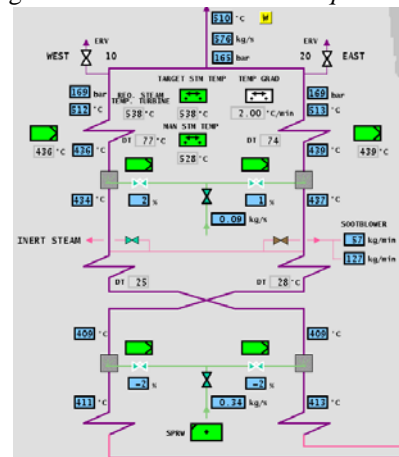 510 °C W
576 kg/s
165 bar
ERV ERV
WEST 10 20 EAST
TARGET STM TEMP TEMP GRAD
169 bar 169 bar
REQ. STEAM
TEMP. TURBINE
512 °C 538 °C 538 °C 2.00 °C/min 513 °C
MAN STM TEMP
DT 77 °C DT 74
436 °C 436 °C 528 °C 439 °C 439 °C
434 °C 2 % 1 % 437 °C
0.09 kg/s
SOOTBLOWER
INERT STEAM 57 kg/min
127 kg/min
DT 25 DT 28 °C
409 °C 409 °C
-2 % -2 %
411 °C 0.34 kg/s 413 °C
SPRW